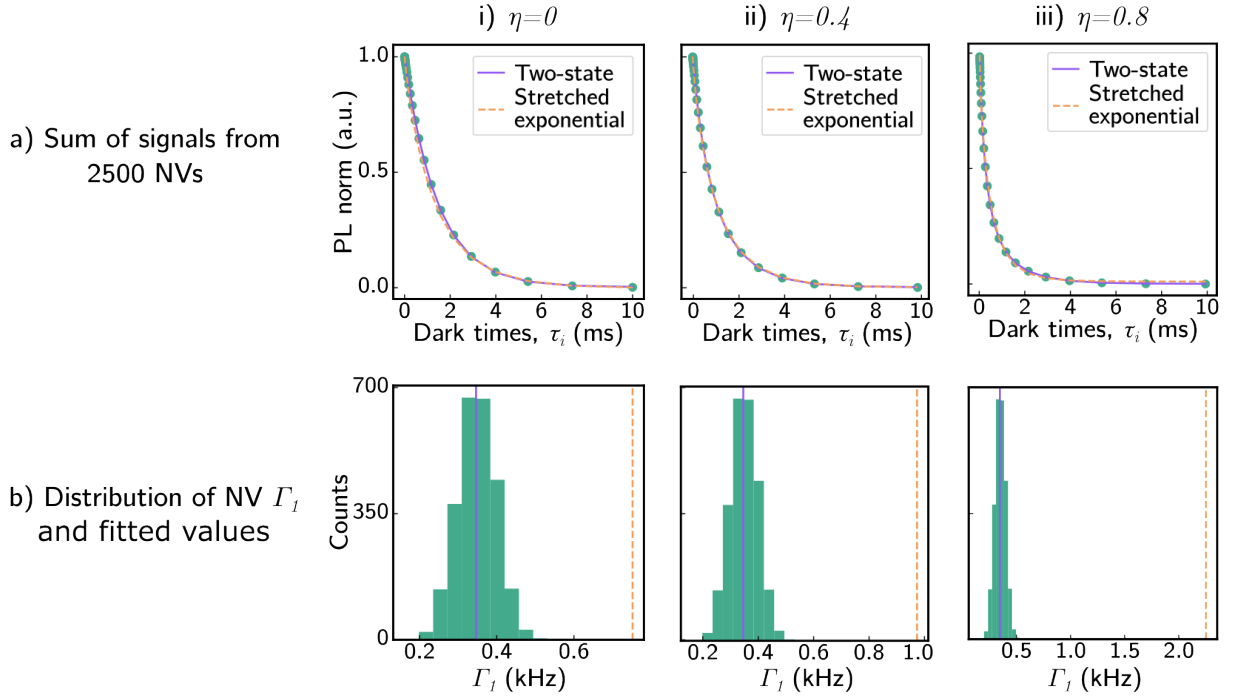 i) η=0
ii) η=0.4
iii) η=0.8
a) Sum of signals from
2500 NVs
PL norm (a.u.)
1.0
0.5
0.0
Two-state
Stretched
exponential
0 2 4 6 8 10
Dark times, τi (ms)
Two-state
Stretched
exponential
0 2 4 6 8 10
Dark times, τi (ms)
Two-state
Stretched
exponential
0 2 4 6 8 10
Dark times, τi (ms)
b) Distribution of NV Γ1
and fitted values
Counts
700
350
0
0.2 0.4 0.6
Γ1 (kHz)
0.2 0.4 0.6 0.8 1.0
Γ1 (kHz)
0.5 1.0 2.0
Γ1 (kHz)